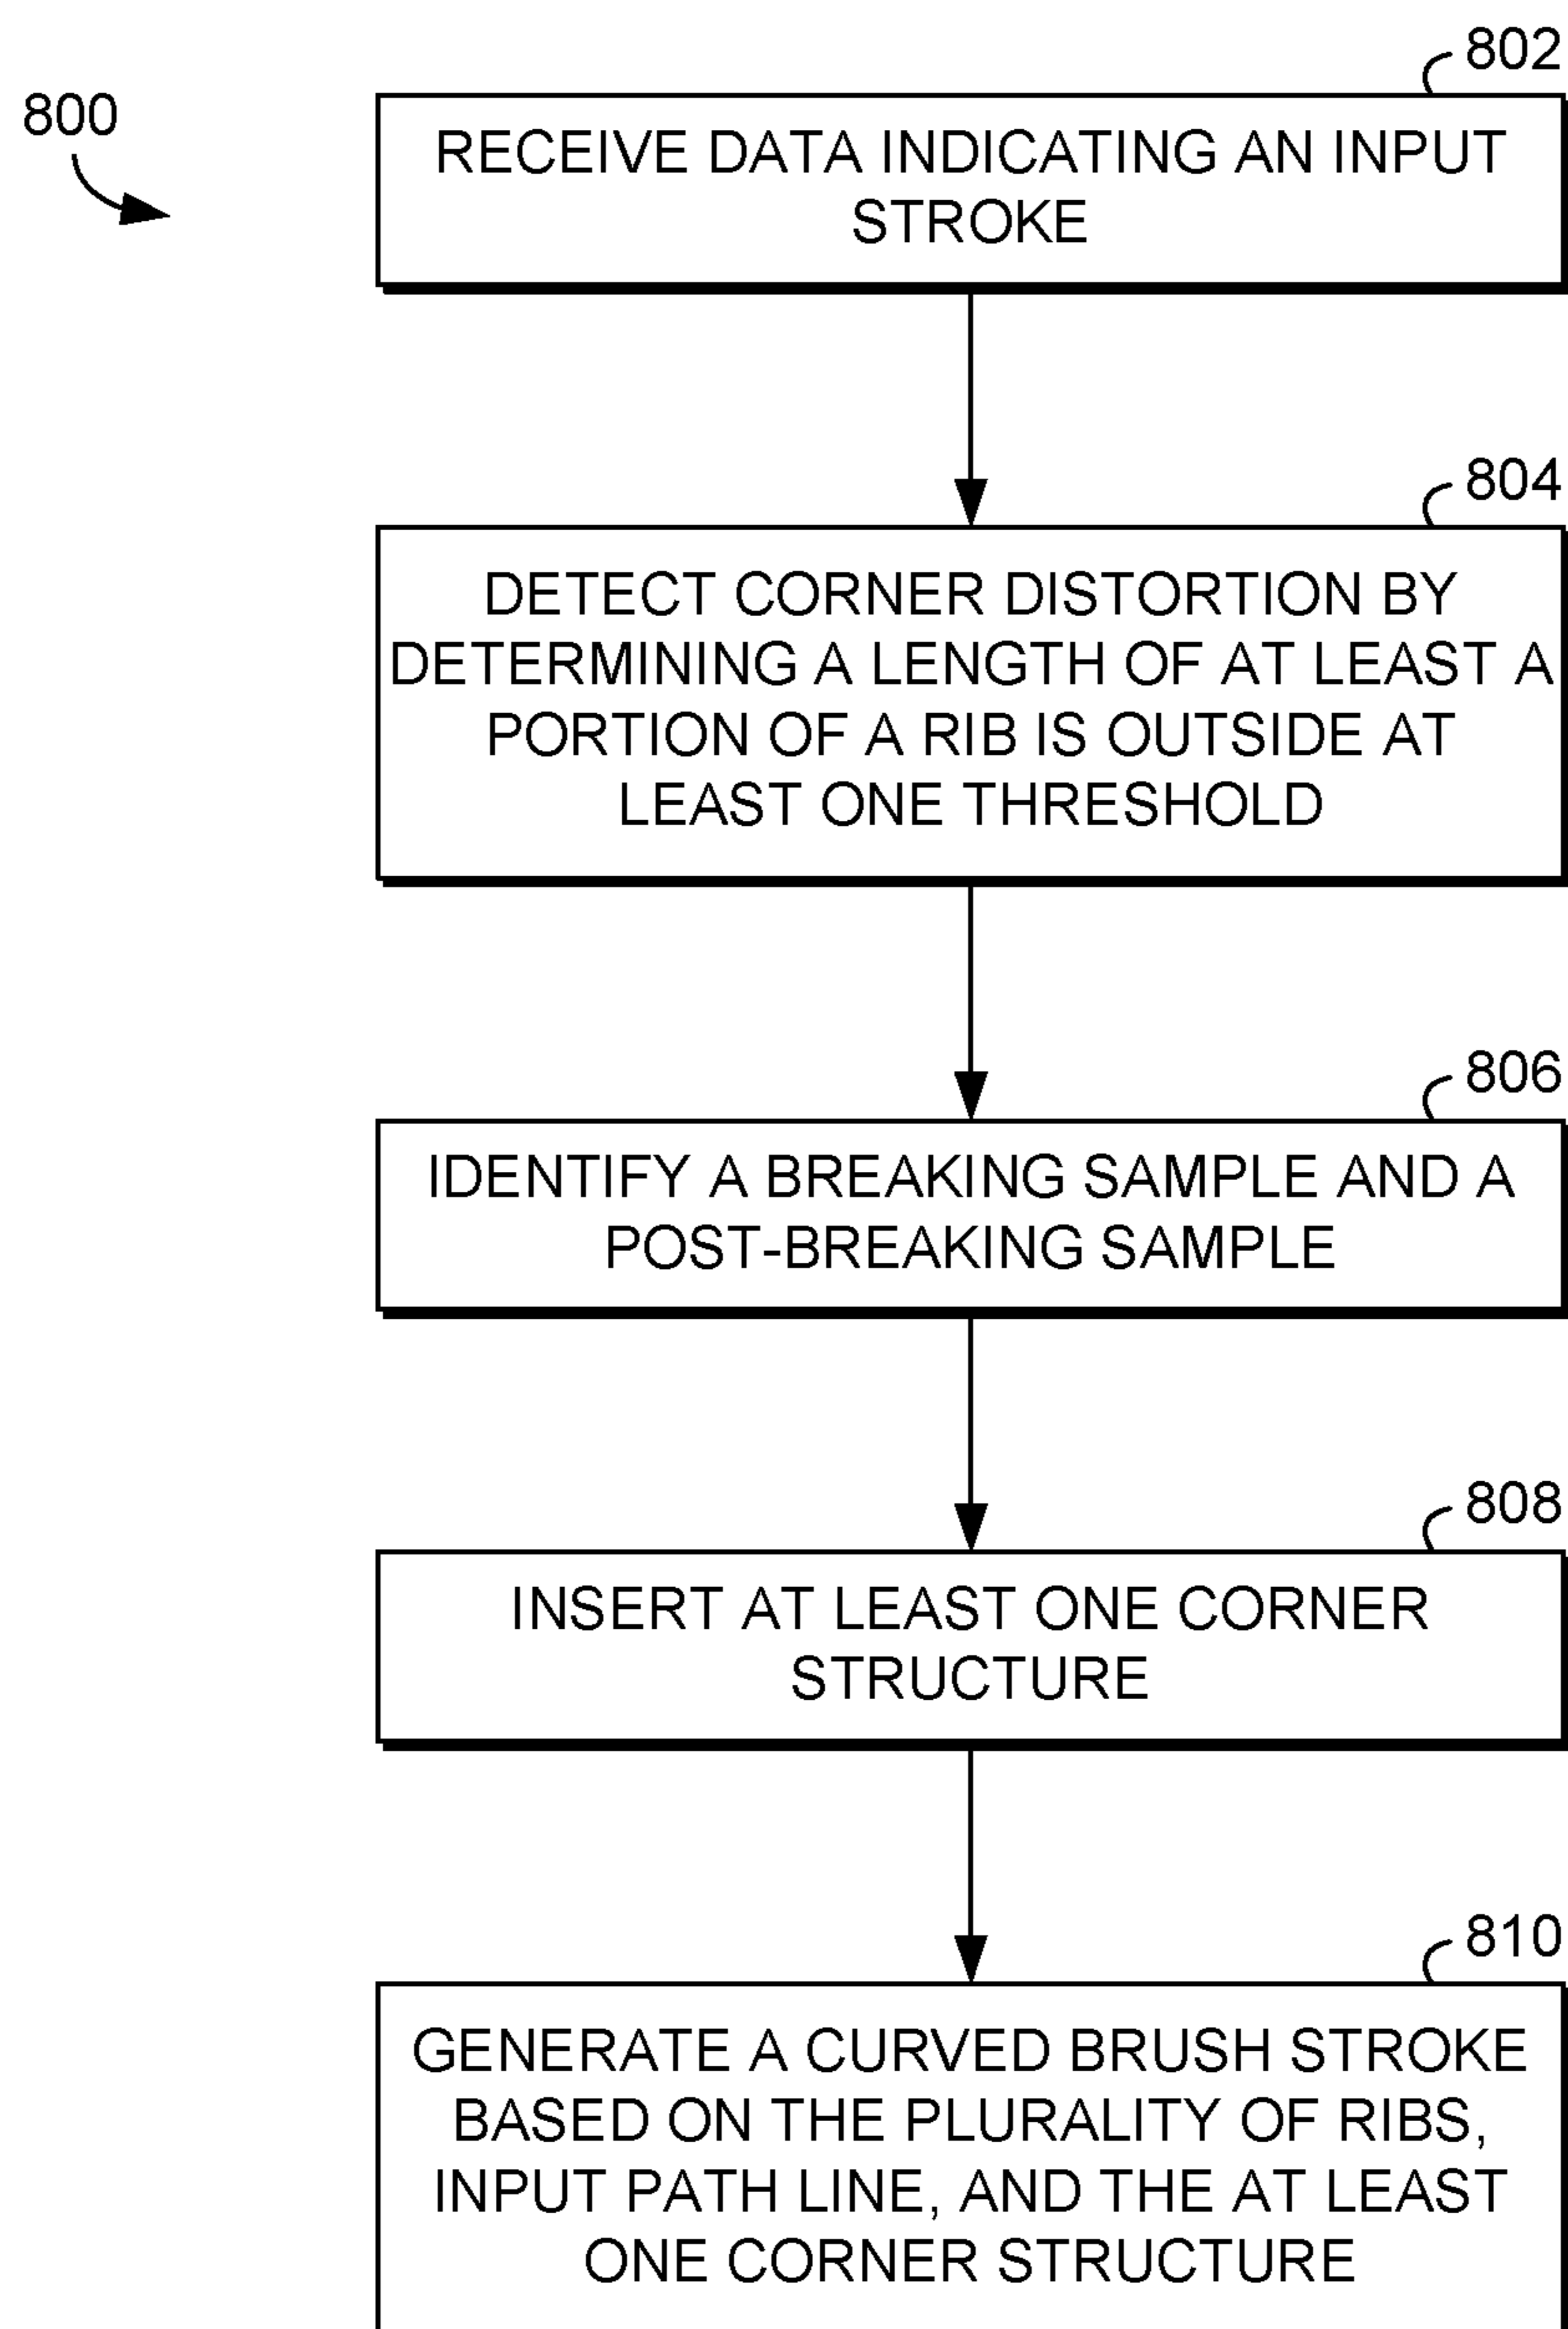 800
802
RECEIVE DATA INDICATING AN INPUT
STROKE
804
DETECT CORNER DISTORTION BY
DETERMINING A LENGTH OF AT LEAST A
PORTION OF A RIB IS OUTSIDE AT
LEAST ONE THRESHOLD
806
IDENTIFY A BREAKING SAMPLE AND A
POST-BREAKING SAMPLE
808
INSERT AT LEAST ONE CORNER
STRUCTURE
810
GENERATE A CURVED BRUSH STROKE
BASED ON THE PLURALITY OF RIBS,
INPUT PATH LINE, AND THE AT LEAST
ONE CORNER STRUCTURE